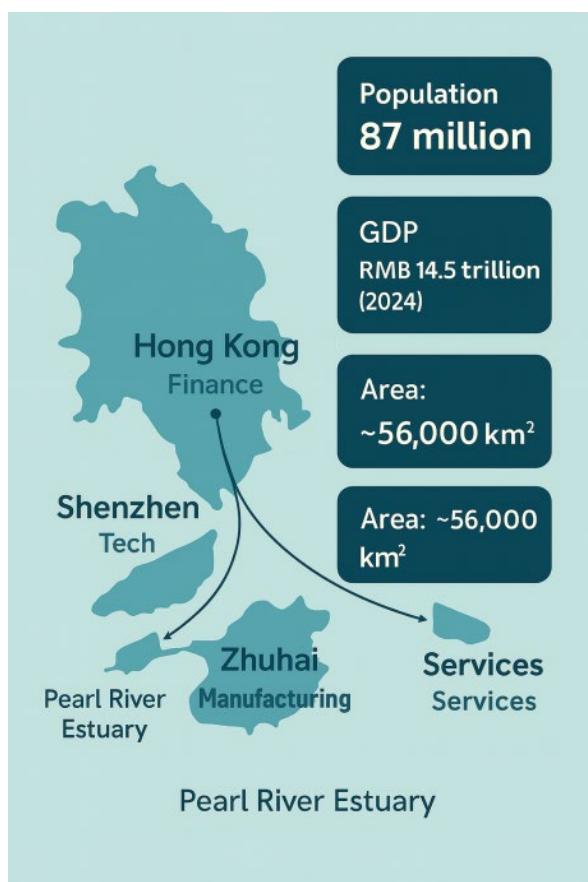 Population
87 million
GDP
RMB 14.5 trillion
(2024)
Area:
~56,000 km²
Area: ~56,000
km²
Hong Kong
Finance
Shenzhen
Tech
Zhuhai
Manufacturing
Pearl River
Estuary
Services
Services
Pearl River Estuary